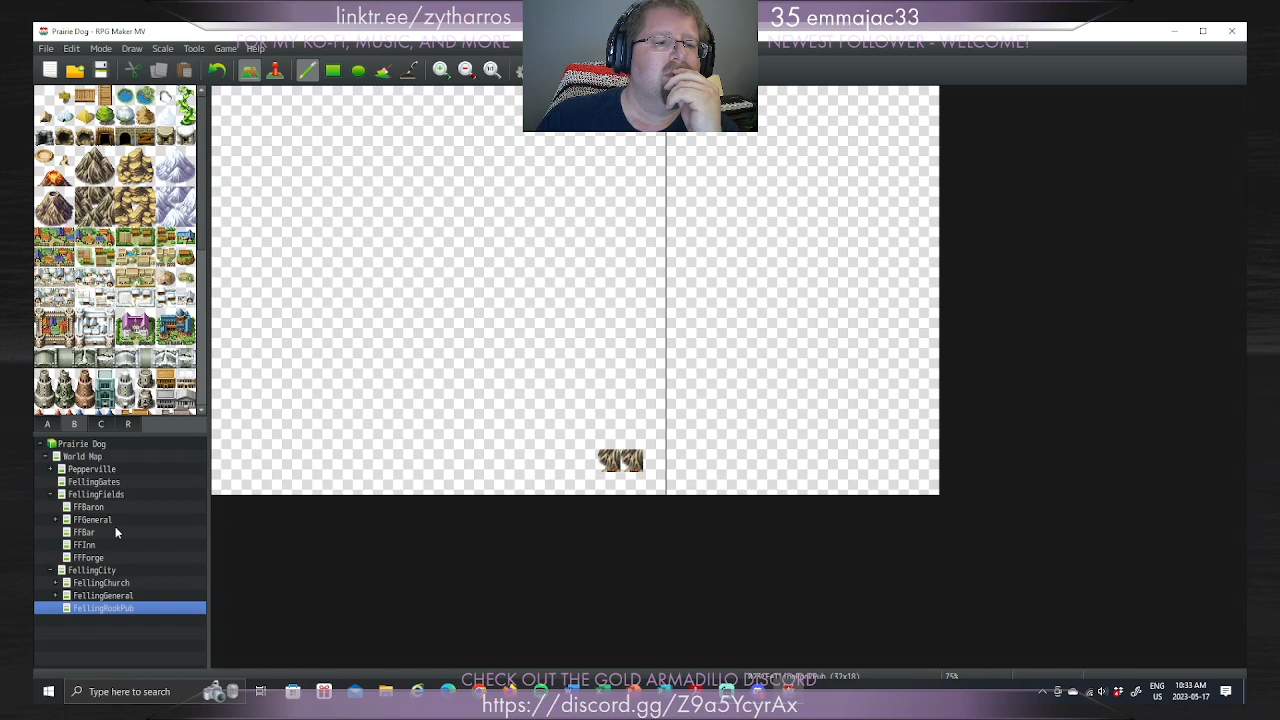 linktr.ee/zytharros
35 emmajac33
FOR MY KO-FI, MUSIC, AND MORE
NEWEST FOLLOWER - WELCOME!
Prairie Dog - RPG Maker MV
File Edit Mode Draw Scale Tools Game Help
A B C R
Prairie Dog
World Map
Pepperville
FellingGates
FellingFields
FFBaron
FFGeneral
FFBar
FFInn
FFForge
FellingCity
FellingChurch
FellingGeneral
FellingRookPub
CHECK OUT THE GOLD ARMADILLO DISCORD
75%
Type here to search
ENG
US
10:33 AM
2023-05-17
https://discord.gg/Z9a5YcyrAx